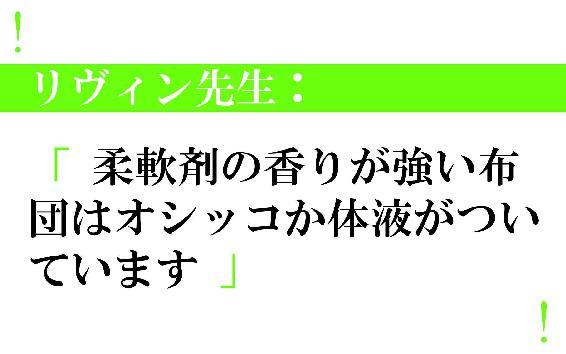 !
リヴィン先生：
「 柔軟剤の香りが強い布
団はオシッコか体液がつい
ています 」
!